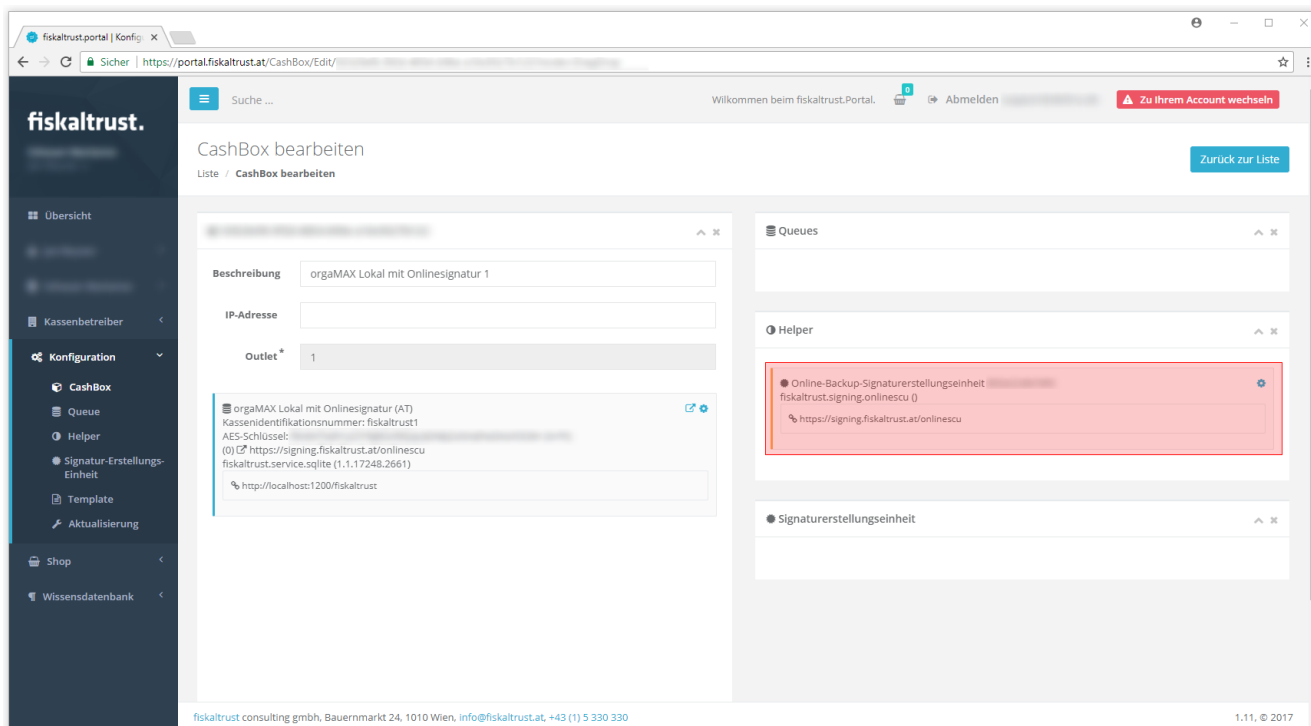 fiskaltrust.portal | Konfig
Sicher | https://portal.fiskaltrust.at/CashBox/Edit/
fiskaltrust.
Suche ...
Wilkommen beim fiskaltrust.Portal.
0
Abmelden
Zu Ihrem Account wechseln
CashBox bearbeiten
Liste / CashBox bearbeiten
Zurück zur Liste
Übersicht
Kassenbetreiber
Konfiguration
CashBox
Queue
Helper
Signatur-Erstellungs-
Einheit
Template
Aktualisierung
Shop
Wissensdatenbank
Beschreibung
orgaMAX Lokal mit Onlinesignatur 1
IP-Adresse
Outlet *
1
orgaMAX Lokal mit Onlinesignatur (AT)
Kassenidentifikationsnummer: fiskaltrust1
AES-Schlüssel:
(0) https://signing.fiskaltrust.at/onlinescu
fiskaltrust.service.sqlite (1.1.17248.2661)
http://localhost:1200/fiskaltrust
Queues
Helper
Online-Backup-Signaturerstellungseinheit
fiskaltrust.signing.onlinescu ()
https://signing.fiskaltrust.at/onlinescu
Signaturerstellungseinheit
fiskaltrust consulting gmbh, Bauernmarkt 24, 1010 Wien, info@fiskaltrust.at, +43 (1) 5 330 330
1.11, © 2017